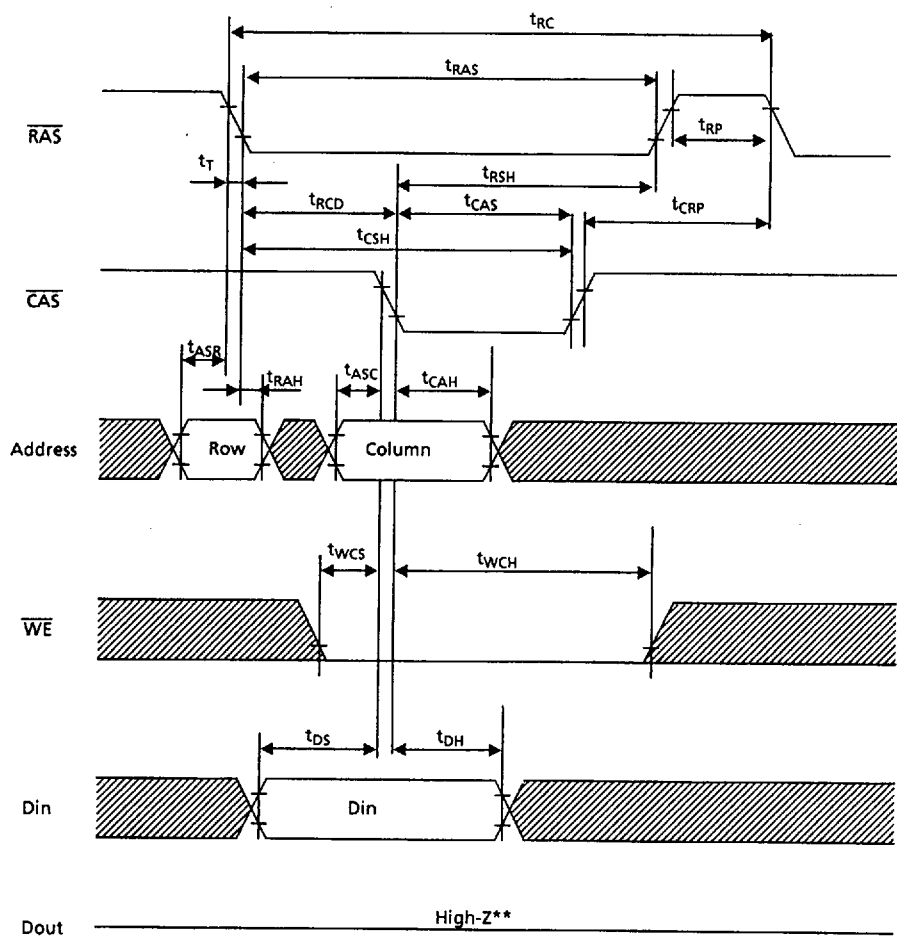 tRC
tRAS
RAS
tRP
tT
tRSH
tRCD
tCAS
tCRP
tCSH
CAS
tASR
tRAH
tASC
tCAH
Address
Row
Column
tWCS
tWCH
WE
tDS
tDH
Din
Din
High-Z**
Dout